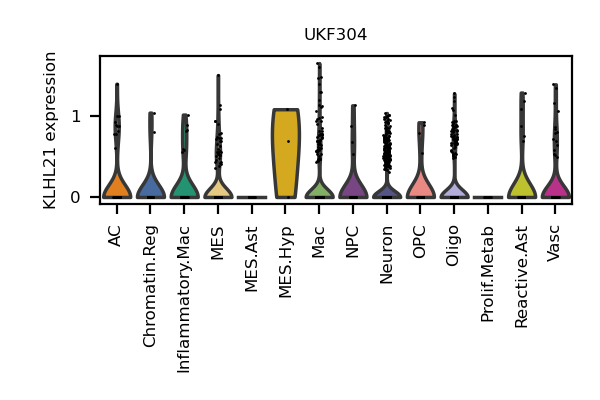 UKF304
KLHL21 expression
1
0
AC
Chromatin.Reg
Inflammatory.Mac
MES
MES.Ast
MES.Hyp
Mac
NPC
Neuron
OPC
Oligo
Prolif.Metab
Reactive.Ast
Vasc